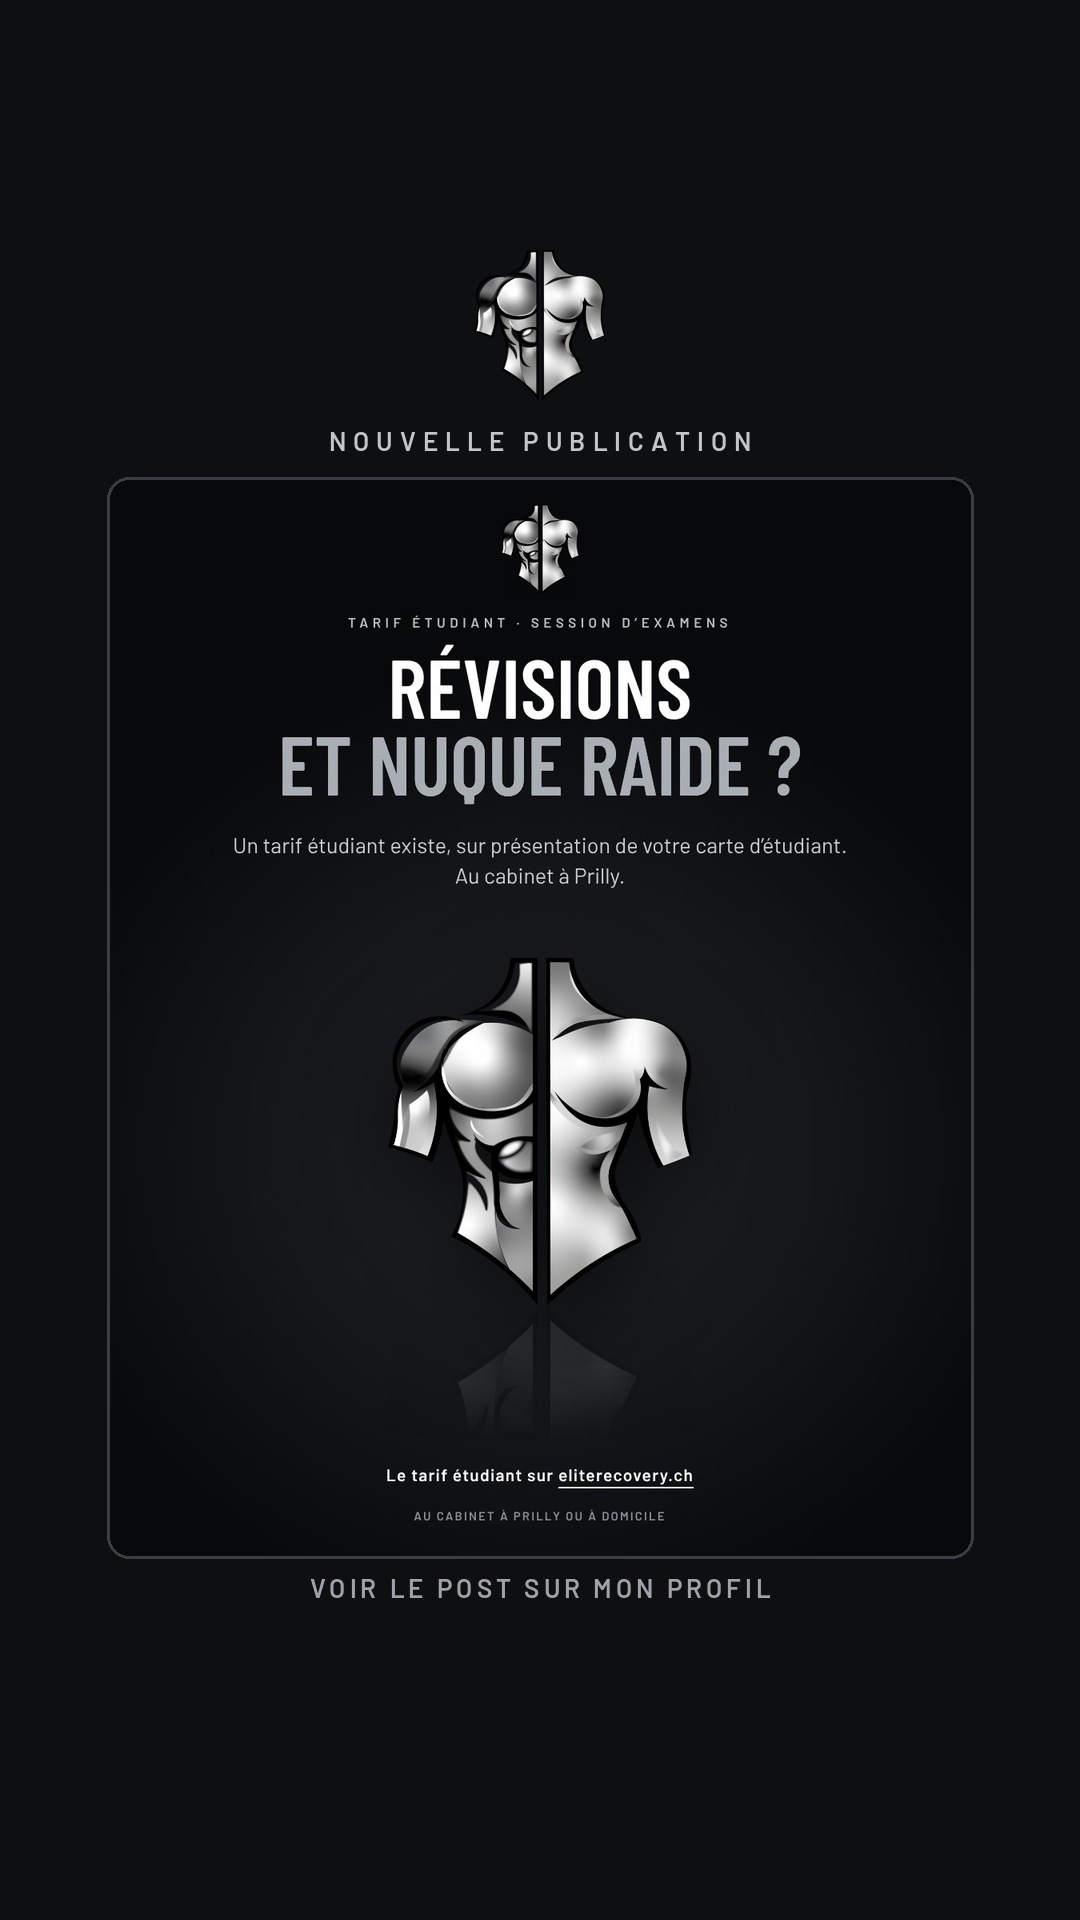 NOUVELLE PUBLICATION
TARIF ÉTUDIANT · SESSION D'EXAMENS
RÉVISIONS
ET NUQUE RAIDE ?
Un tarif étudiant existe, sur présentation de votre carte d'étudiant.
Au cabinet à Prilly.
Le tarif étudiant sur eliterecovery.ch
AU CABINET À PRILLY OU À DOMICILE
VOIR LE POST SUR MON PROFIL